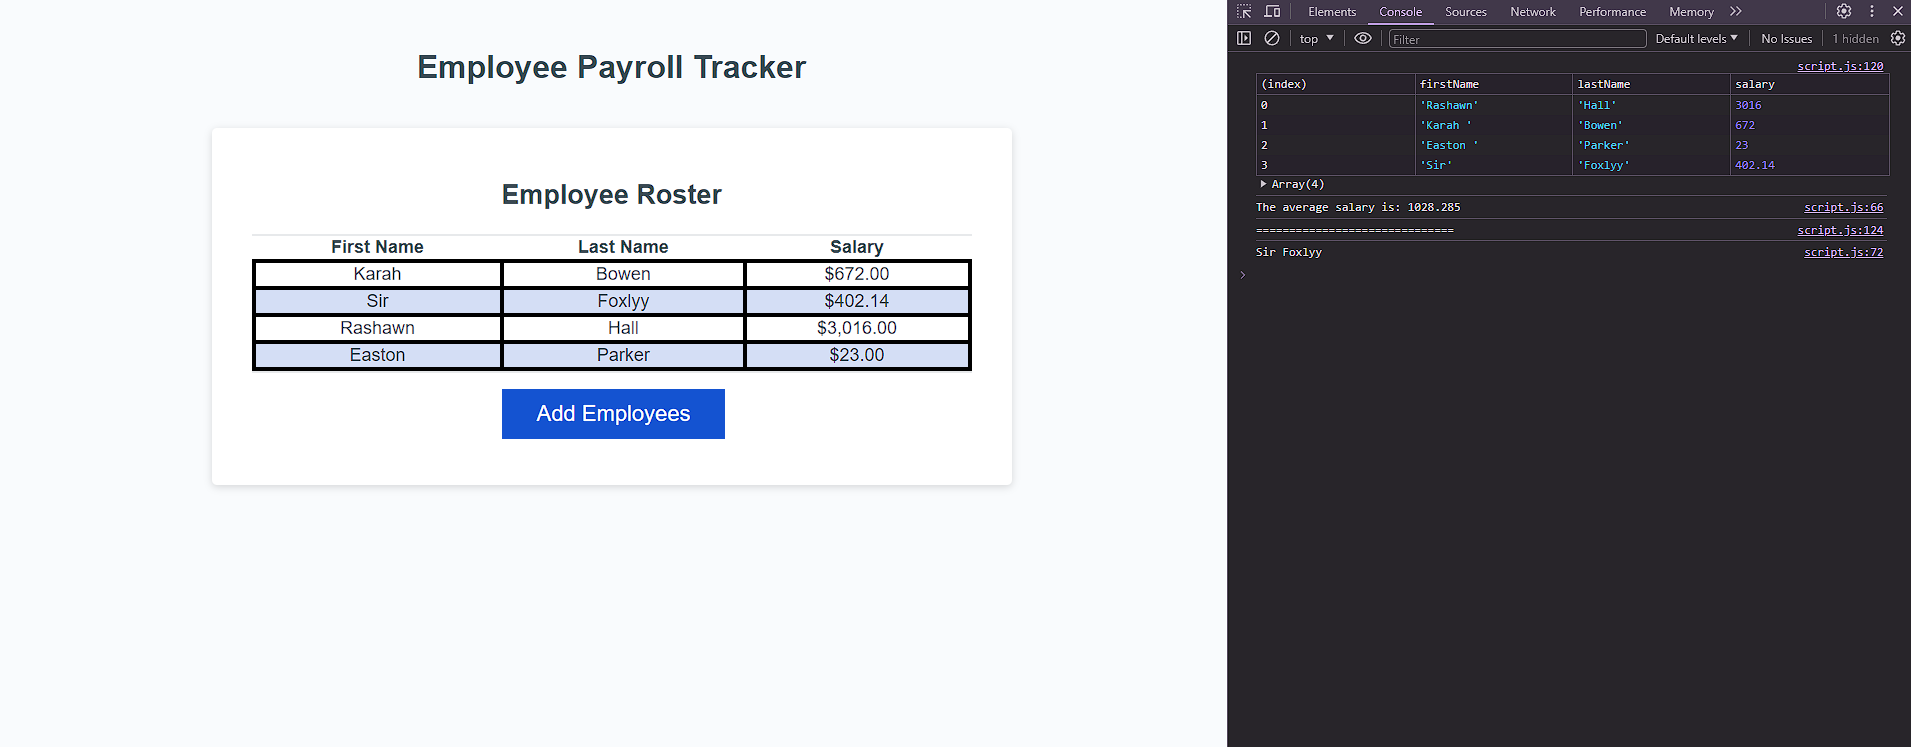 Employee Payroll Tracker
Employee Roster
First Name Last Name Salary
Karah Bowen $672.00
Sir Foxlyy $402.14
Rashawn Hall $3,016.00
Easton Parker $23.00
Add Employees
Elements Console Sources Network Performance Memory
top Filter Default levels No Issues 1 hidden
script.js:120
(index) firstName lastName salary
0 'Rashawn' 'Hall' 3016
1 'Karah ' 'Bowen' 672
2 'Easton ' 'Parker' 23
3 'Sir' 'Foxlyy' 402.14
Array(4)
The average salary is: 1028.285 script.js:66
============================== script.js:124
Sir Foxlyy script.js:72